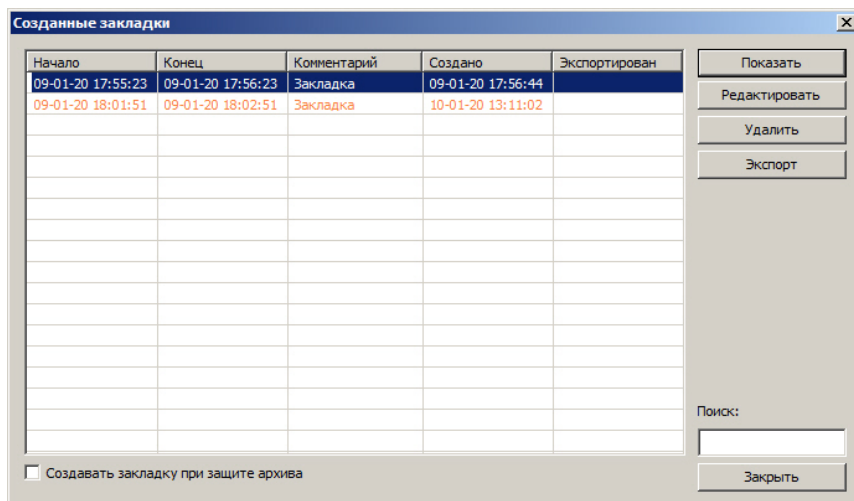 Созданные закладки
Начало Конец Комментарий Создано Экспортирован
09-01-20 17:55:23 09-01-20 17:56:23 Закладка 09-01-20 17:56:44
09-01-20 18:01:51 09-01-20 18:02:51 Закладка 10-01-20 13:11:02
Показать
Редактировать
Удалить
Экспорт
Поиск:
Создавать закладку при защите архива
Закрыть